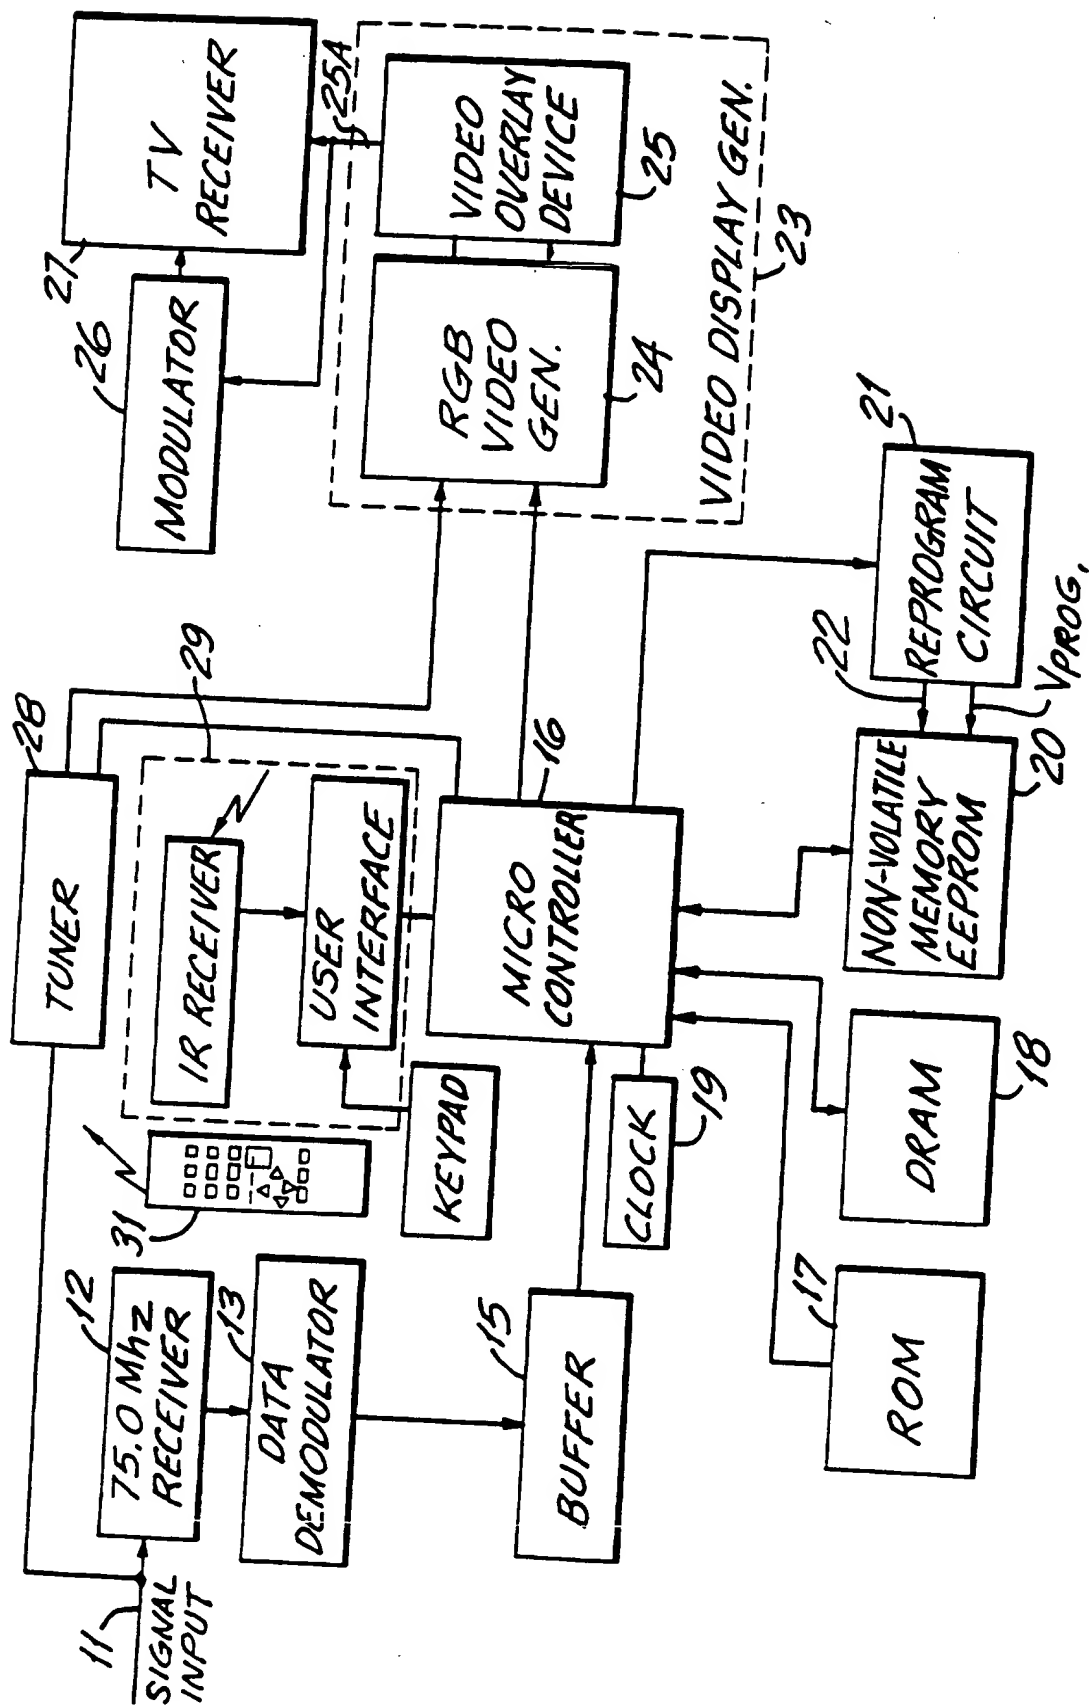 11
SIGNAL
INPUT
12
75.0 Mhz
RECEIVER
13
DATA
DEMODULATOR
15
BUFFER
31
28
TUNER
29
IR RECEIVER
USER
INTERFACE
KEYPAD
16
MICRO
CONTROLLER
CLOCK
19
17
ROM
DRAM
18
NON-VOLATILE
MEMORY
EEPROM
20
22
VPROG.
21
REPROGRAM
CIRCUIT
26
MODULATOR
27
TV
RECEIVER
25A
RGB
VIDEO
GEN.
24
VIDEO
OVERLAY
DEVICE
25
VIDEO DISPLAY GEN.
23